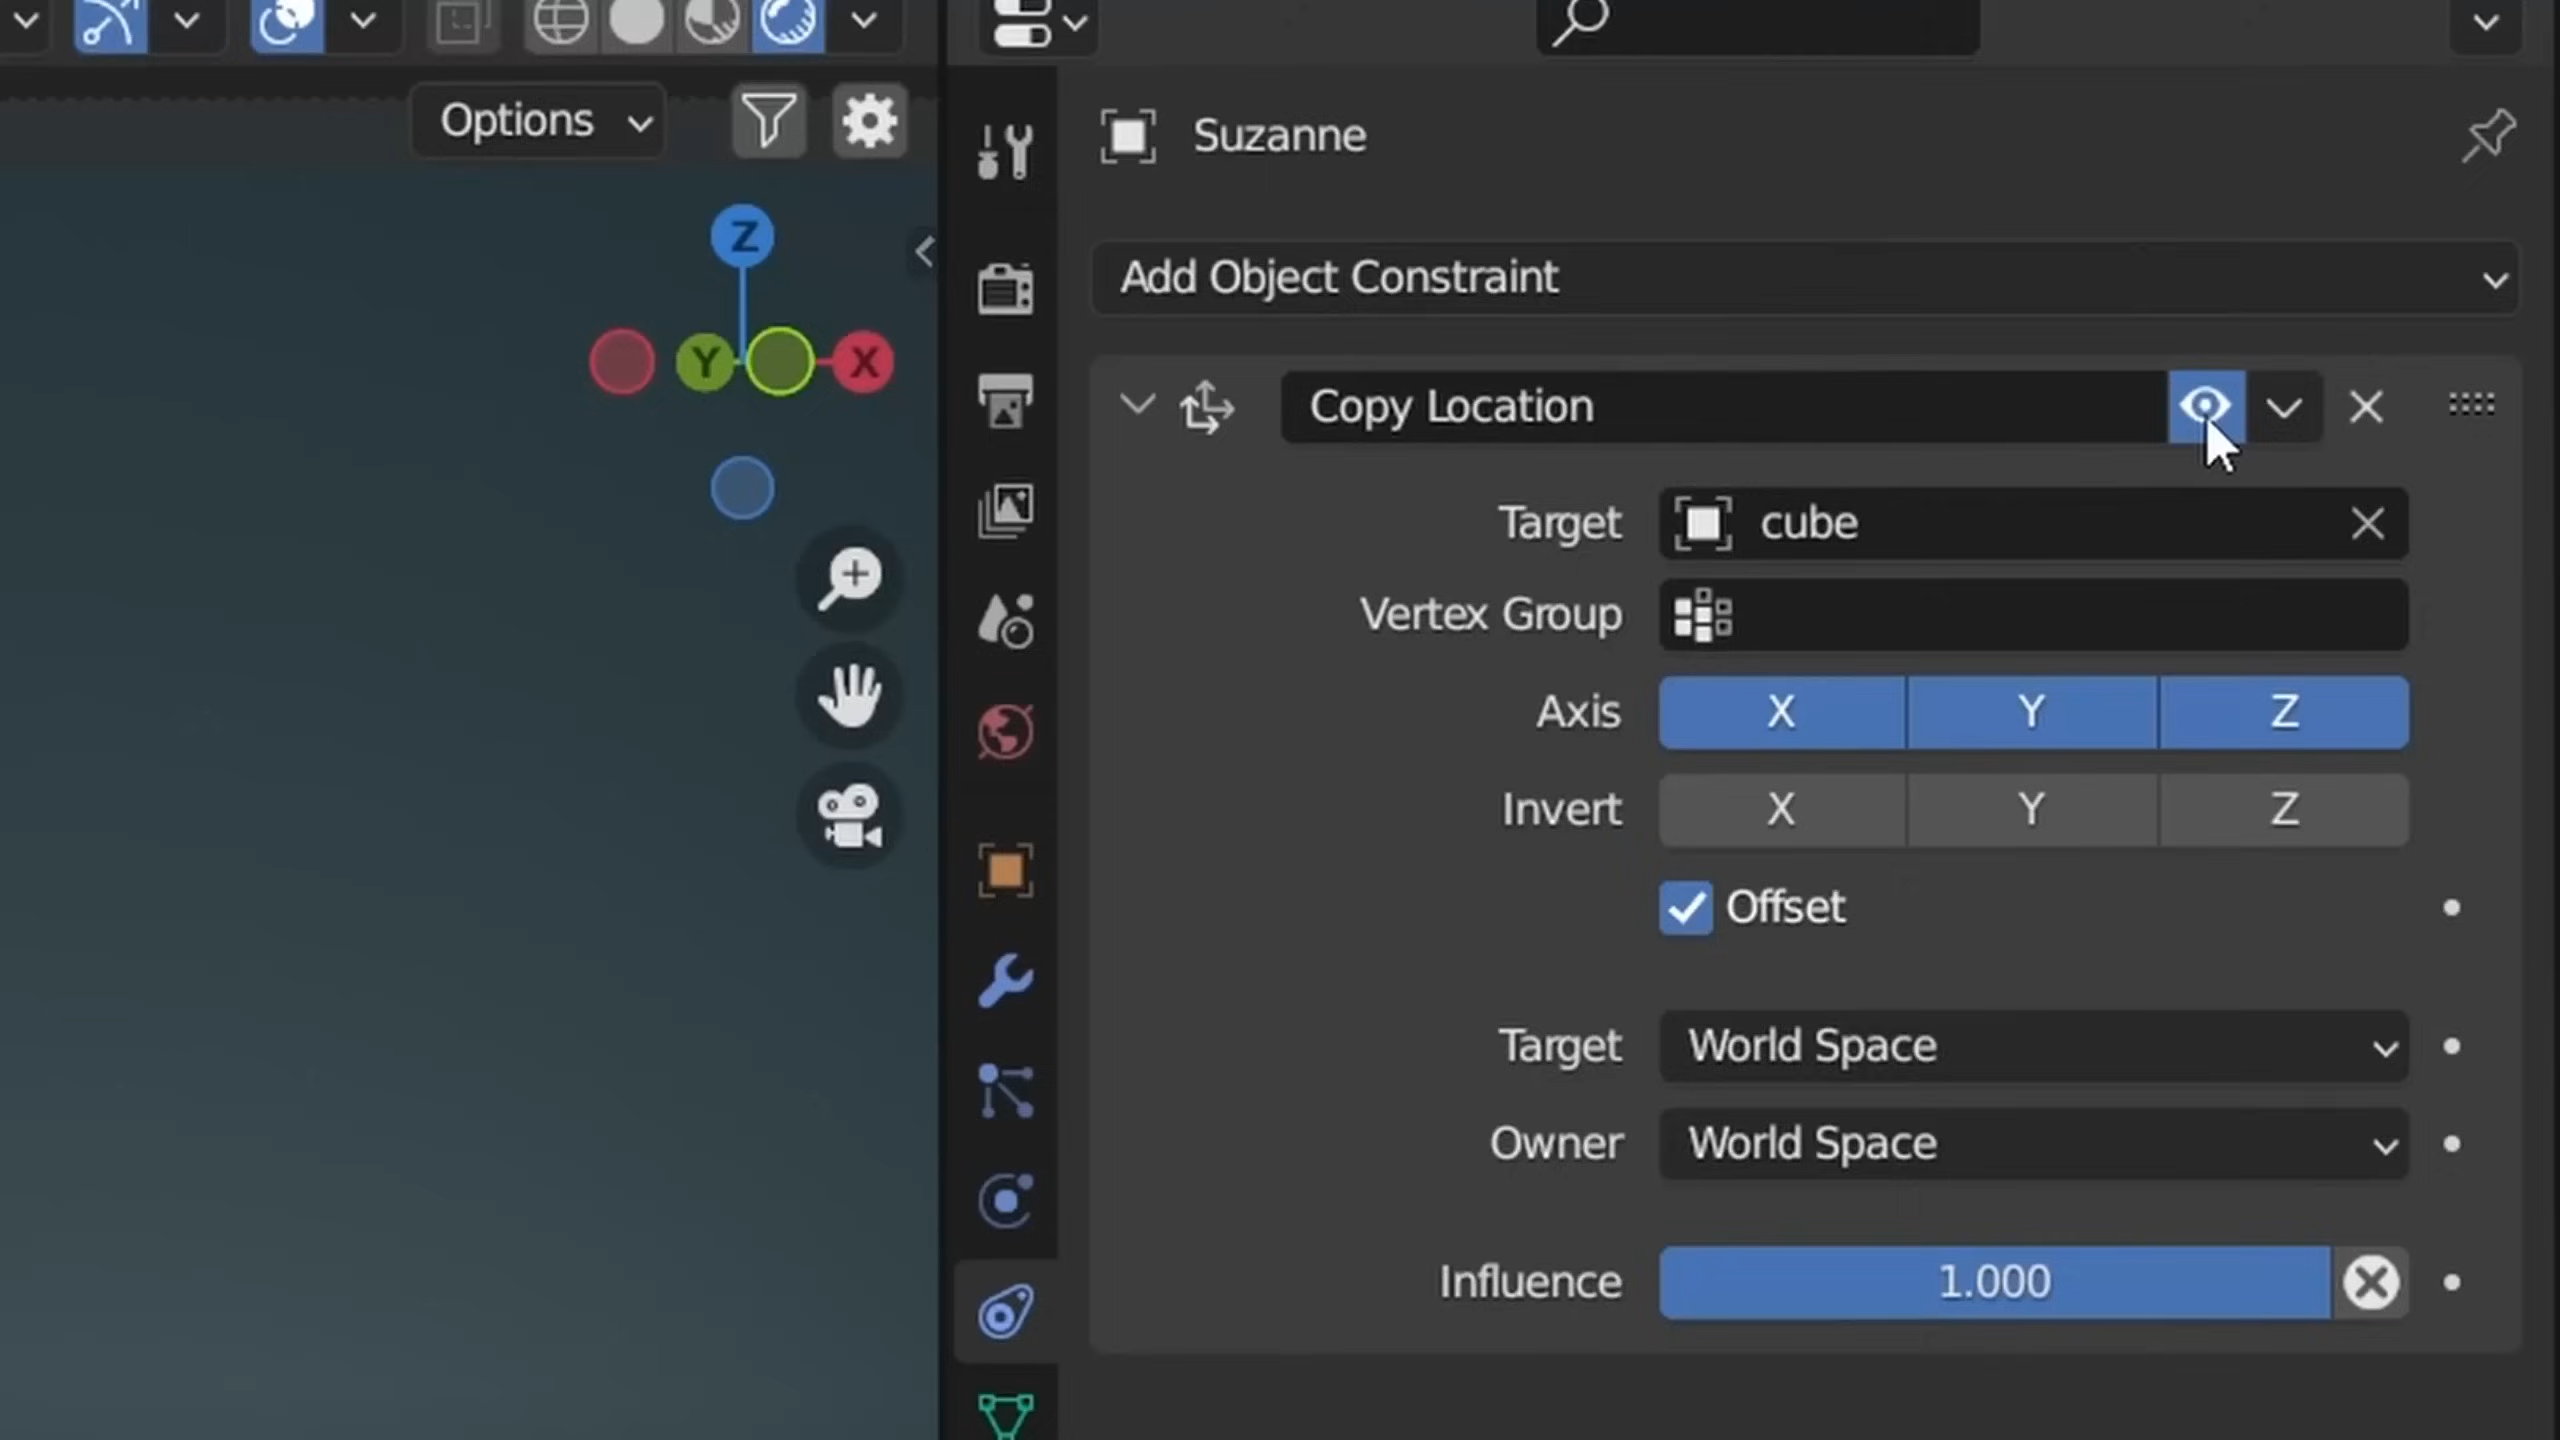 Options
Suzanne
Z
Y
X
Add Object Constraint
Copy Location
Target cube
Vertex Group
Axis X Y Z
Invert X Y Z
Offset
Target World Space
Owner World Space
Influence 1.000